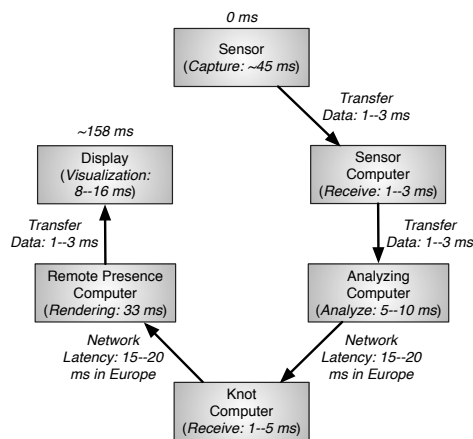 0 ms
Sensor
(Capture: ~45 ms)
Transfer
Data: 1--3 ms
Sensor
Computer
(Receive: 1--3 ms)
Transfer
Data: 1--3 ms
Analyzing
Computer
(Analyze: 5--10 ms)
Network
Latency: 15--20
ms in Europe
Knot
Computer
(Receive: 1--5 ms)
Network
Latency: 15--20
ms in Europe
Remote Presence
Computer
(Rendering: 33 ms)
Transfer
Data: 1--3 ms
~158 ms
Display
(Visualization:
8--16 ms)